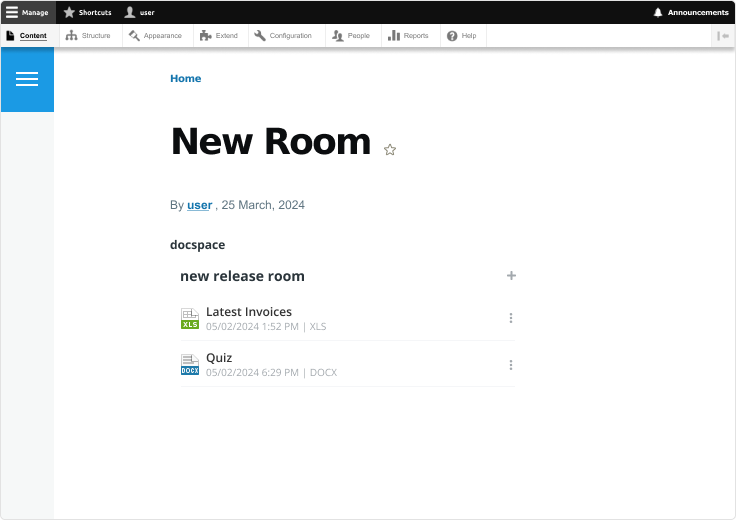 Manage Shortcuts user Announcements
Content Structure Appearance Extend Configuration People Reports Help
Home
New Room
By user , 25 March, 2024
docspace
new release room
Latest Invoices
XLS 05/02/2024 1:52 PM | XLS
Quiz
DOCX 05/02/2024 6:29 PM | DOCX